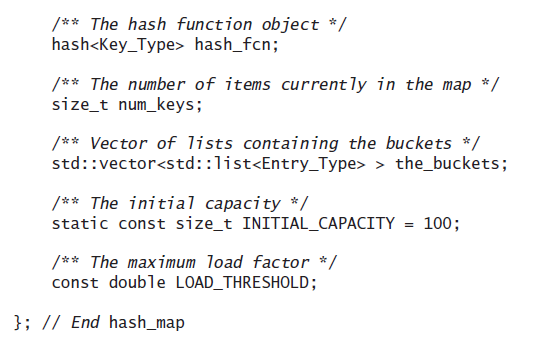 /** The hash function object */
hash<Key_Type> hash_fcn;
/** The number of items currently in the map */
size_t num_keys;
/** Vector of lists containing the buckets */
std::vector<std::list<Entry_Type> > the_buckets;
/** The initial capacity */
static const size_t INITIAL_CAPACITY = 100;
/** The maximum load factor */
const double LOAD_THRESHOLD;
}; // End hash_map